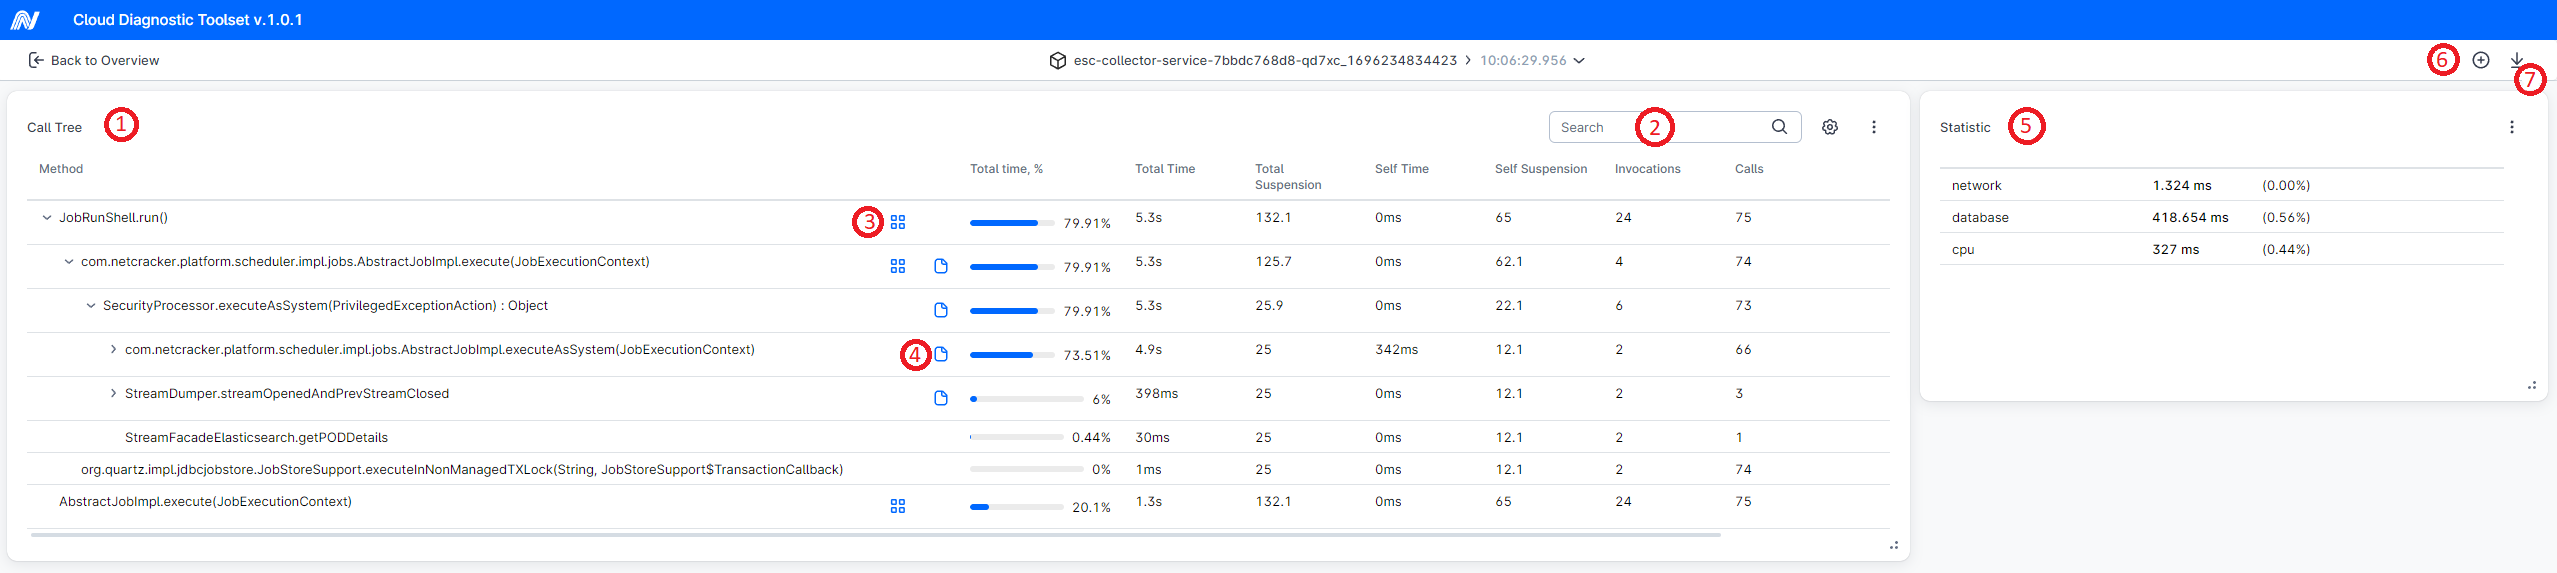 Cloud Diagnostic Toolset v.1.0.1
Back to Overview
esc-collector-service-7bbdc768d8-qd7xc_1696234834423 > 10:06:29.956
6
7
Call Tree 1
Search 2
Statistic 5
Method Total time, % Total Time Total Suspension Self Time Self Suspension Invocations Calls
JobRunShell.run() 3 79.91% 5.3s 132.1 0ms 65 24 75
com.netcracker.platform.scheduler.impl.jobs.AbstractJobImpl.execute(JobExecutionContext) 79.91% 5.3s 125.7 0ms 62.1 4 74
SecurityProcessor.executeAsSystem(PrivilegedExceptionAction) : Object 79.91% 5.3s 25.9 0ms 22.1 6 73
com.netcracker.platform.scheduler.impl.jobs.AbstractJobImpl.executeAsSystem(JobExecutionContext) 4 73.51% 4.9s 25 342ms 12.1 2 66
StreamDumper.streamOpenedAndPrevStreamClosed 6% 398ms 25 0ms 12.1 2 3
StreamFacadeElasticsearch.getPODDetails 0.44% 30ms 25 0ms 12.1 2 1
org.quartz.impl.jdbcjobstore.JobStoreSupport.executeInNonManagedTXLock(String, JobStoreSupport$TransactionCallback) 0% 1ms 25 0ms 12.1 2 74
AbstractJobImpl.execute(JobExecutionContext) 20.1% 1.3s 132.1 0ms 65 24 75
network 1.324 ms (0.00%)
database 418.654 ms (0.56%)
cpu 327 ms (0.44%)